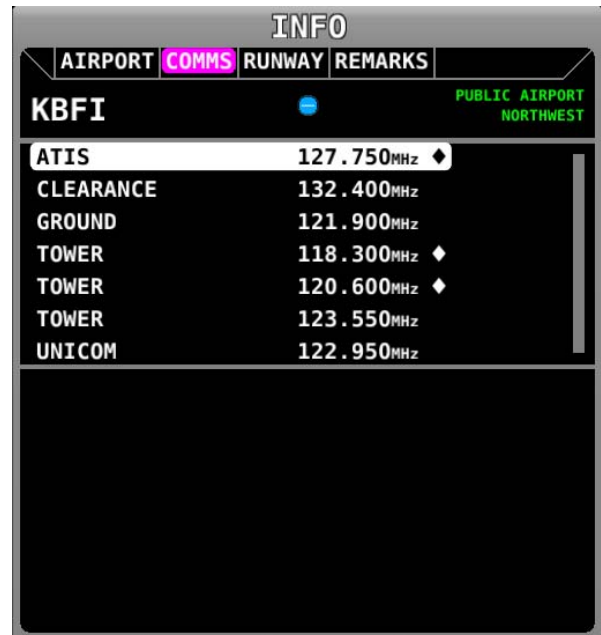 INFO
AIRPORT COMMS RUNWAY REMARKS
KBFI
PUBLIC AIRPORT
NORTHWEST
ATIS 127.750MHz ♦
CLEARANCE 132.400MHz
GROUND 121.900MHz
TOWER 118.300MHz ♦
TOWER 120.600MHz ♦
TOWER 123.550MHz
UNICOM 122.950MHz